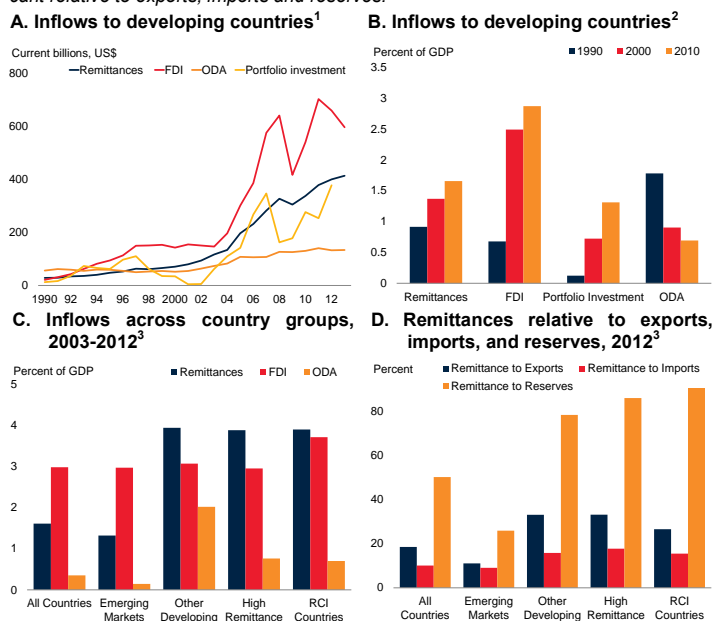 cant relative to exports, imports and reserves.
A. Inflows to developing countries1
Current billions, US$
Remittances FDI ODA Portfolio investment
800
600
400
200
0
1990 92 94 96 98 2000 02 04 06 08 10 12
B. Inflows to developing countries2
Percent of GDP
1990 2000 2010
3.5
3
2.5
2
1.5
1
0.5
0
Remittances FDI Portfolio Investment ODA
C. Inflows across country groups,
2003-20123
Percent of GDP
Remittances FDI ODA
5
4
3
2
1
0
All Countries Emerging Other High RCI
Markets Developing Remittance Countries
D. Remittances relative to exports,
imports, and reserves, 20123
Percent
Remittance to Exports Remittance to Imports
Remittance to Reserves
80
60
40
20
0
All Emerging Other High RCI
Countries Markets Developing Remittance Countries